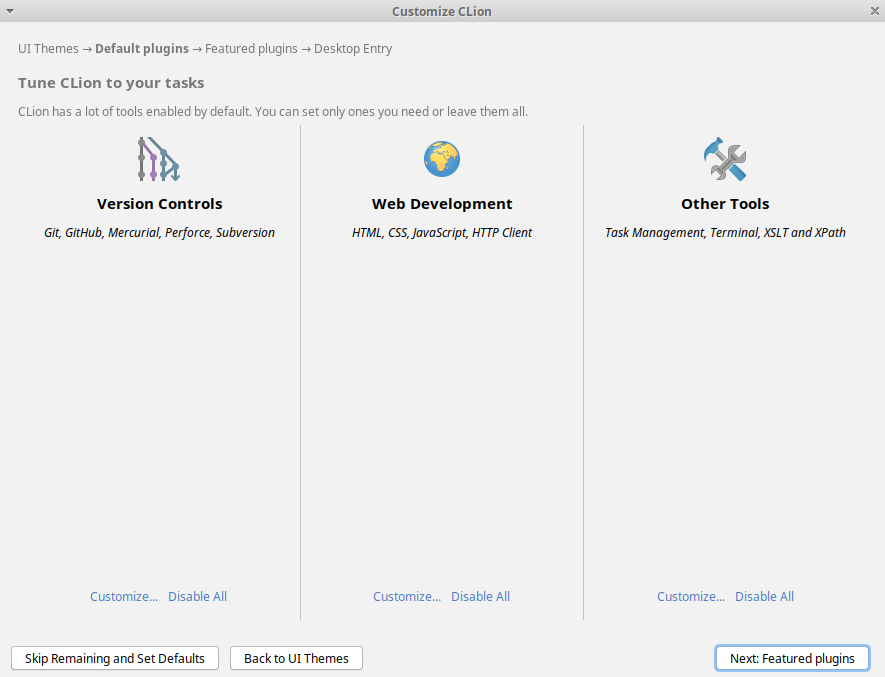 Customize CLion
UI Themes → Default plugins → Featured plugins → Desktop Entry
Tune CLion to your tasks
CLion has a lot of tools enabled by default. You can set only ones you need or leave them all.
Version Controls
Git, GitHub, Mercurial, Perforce, Subversion
Customize... Disable All
Web Development
HTML, CSS, JavaScript, HTTP Client
Customize... Disable All
Other Tools
Task Management, Terminal, XSLT and XPath
Customize... Disable All
Skip Remaining and Set Defaults
Back to UI Themes
Next: Featured plugins